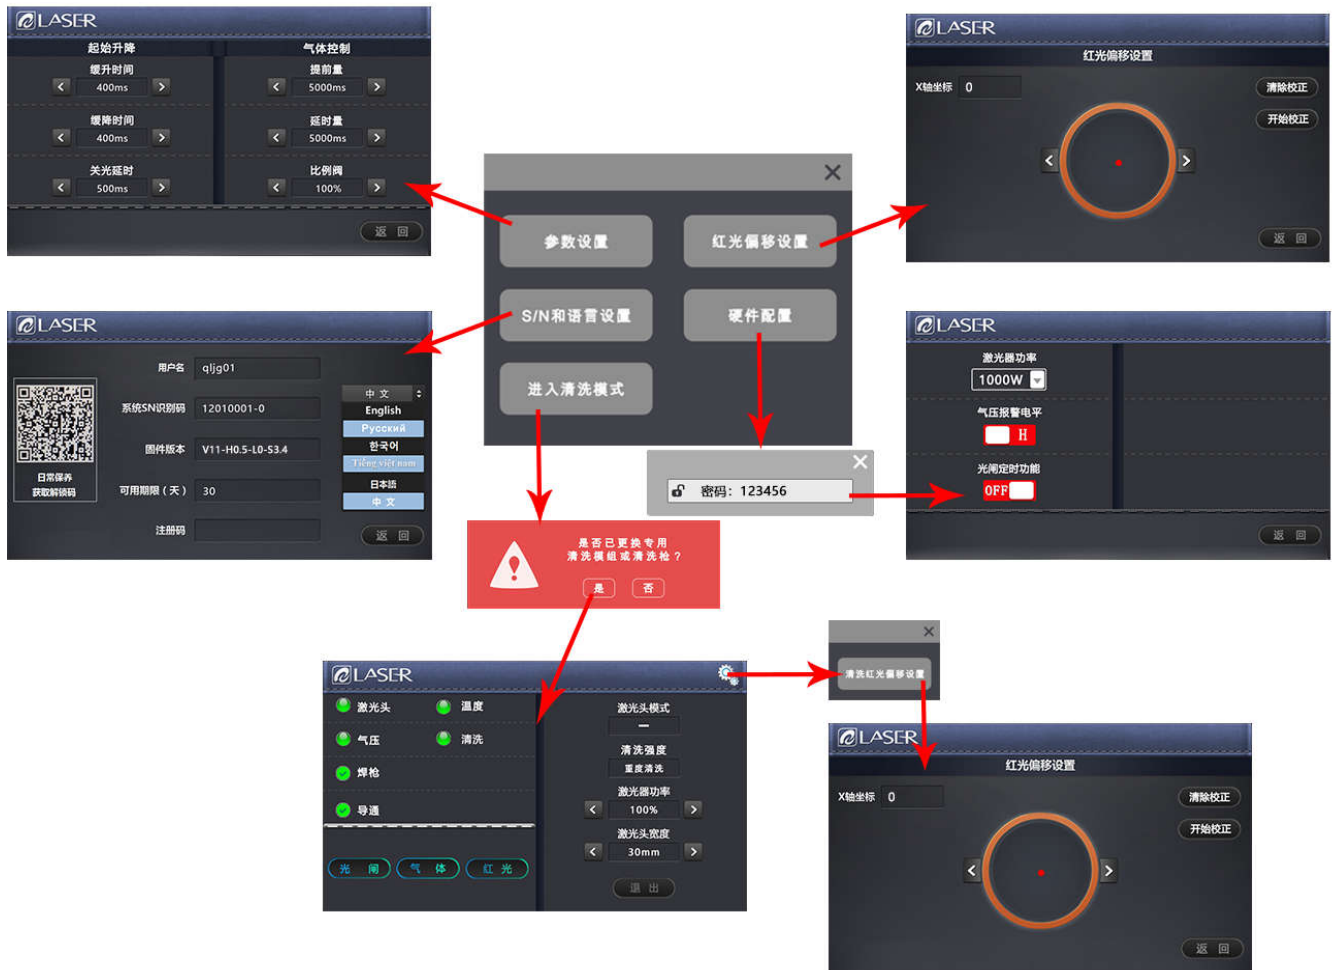 LASER
起始升降
气体控制
缓升时间
400ms
提前量
5000ms
缓降时间
400ms
延时量
5000ms
关光延时
500ms
比例阀
100%
返 回
LASER
红光偏移设置
X轴坐标 0
清除校正
开始校正
返 回
参数设置
红光偏移设置
S/N和语言设置
硬件配置
进入清洗模式
LASER
用户名 qljg01
系统SN识别码 12010001-0
固件版本 V11-H0.5-L0-S3.4
可用期限（天） 30
注册码
日常保养
获取解锁码
中 文
English
Русский
한국어
Tiếng việt nam
日本語
中 文
返 回
密码：123456
LASER
激光器功率
1000W
气压报警电平
H
光闸定时功能
OFF
返 回
是否已更换专用
清洗模组或清洗枪？
是 否
LASER
激光头 温度
气压 清洗
焊枪
导通
光 闸 气 体 红 光
激光头模式
清洗强度
重度清洗
激光器功率
100%
激光头宽度
30mm
退 出
清洗红光偏移设置
LASER
红光偏移设置
X轴坐标 0
清除校正
开始校正
返 回